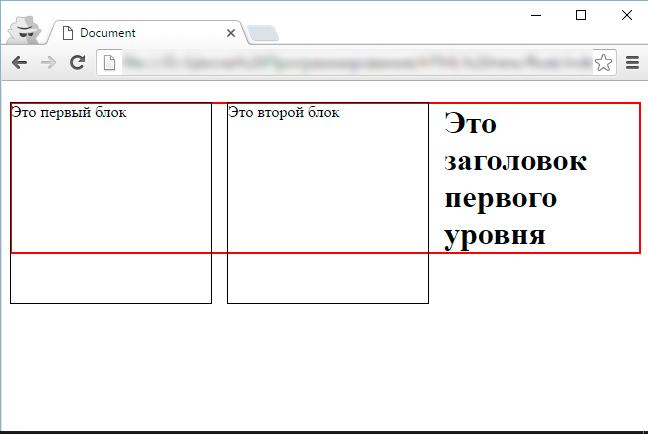 Document
Это первый блок
Это второй блок
Это
заголовок
первого
уровня